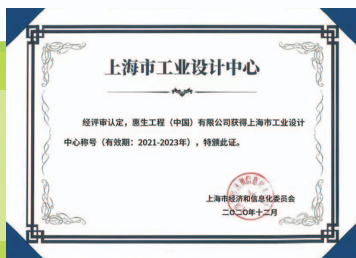 上海市工业设计中心
经评审认定，惠生工程（中国）有限公司获得上海市工业设计
中心称号（有效期：2021-2023年），特颁此证。
上海市经济和信息化委员会
二〇二〇年十二月